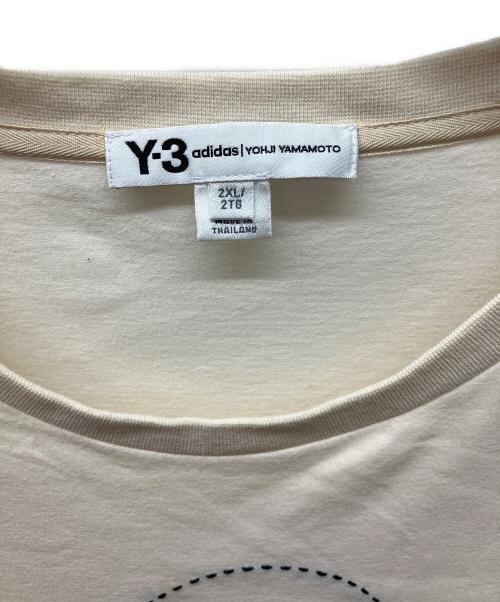 Y-3 adidas | YOHJI YAMAMOTO
2XL/
2TG
MADE IN
THAILAND